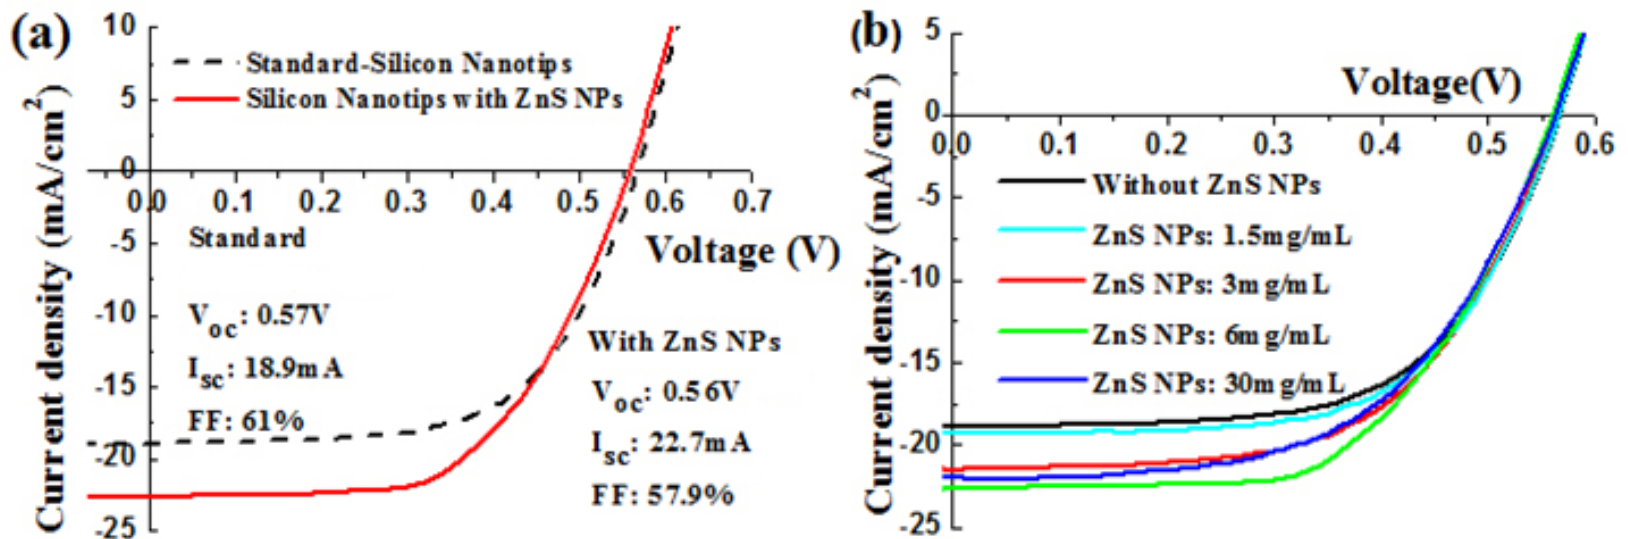 (a)
Current density (mA/cm²)
10
5
0
-5
-10
-15
-20
-25
Standard-Silicon Nanotips
Silicon Nanotips with ZnS NPs
0.0 0.1 0.2 0.3 0.4 0.5 0.6 0.7
Voltage (V)
Standard
Voc: 0.57V
Isc: 18.9mA
FF: 61%
With ZnS NPs
Voc: 0.56V
Isc: 22.7mA
FF: 57.9%
(b)
Current density (mA/cm²)
5
0
-5
-10
-15
-20
-25
Voltage(V)
0.0 0.1 0.2 0.3 0.4 0.5 0.6
Without ZnS NPs
ZnS NPs: 1.5mg/mL
ZnS NPs: 3mg/mL
ZnS NPs: 6mg/mL
ZnS NPs: 30mg/mL